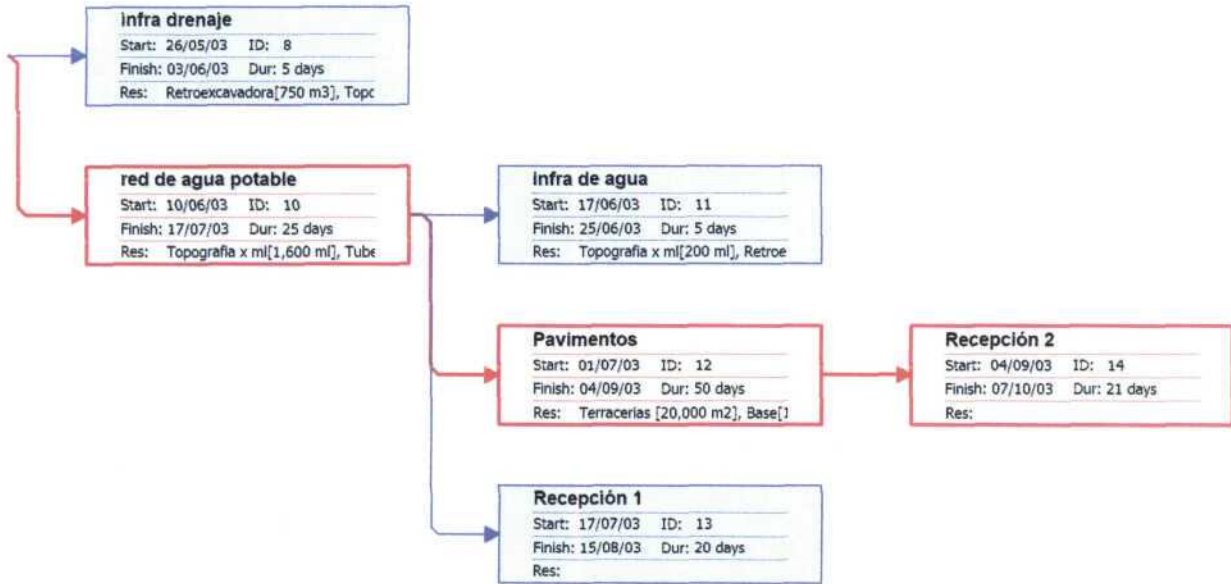 infra drenaje
Start: 26/05/03 ID: 8
Finish: 03/06/03 Dur: 5 days
Res: Retroexcavadora[750 m3], Topc
red de agua potable
Start: 10/06/03 ID: 10
Finish: 17/07/03 Dur: 25 days
Res: Topografia x ml[1,600 ml], Tube
infra de agua
Start: 17/06/03 ID: 11
Finish: 25/06/03 Dur: 5 days
Res: Topografia x ml[200 ml], Retroe
Pavimentos
Start: 01/07/03 ID: 12
Finish: 04/09/03 Dur: 50 days
Res: Terracerias [20,000 m2], Base[1
Recepción 2
Start: 04/09/03 ID: 14
Finish: 07/10/03 Dur: 21 days
Res:
Recepción 1
Start: 17/07/03 ID: 13
Finish: 15/08/03 Dur: 20 days
Res: